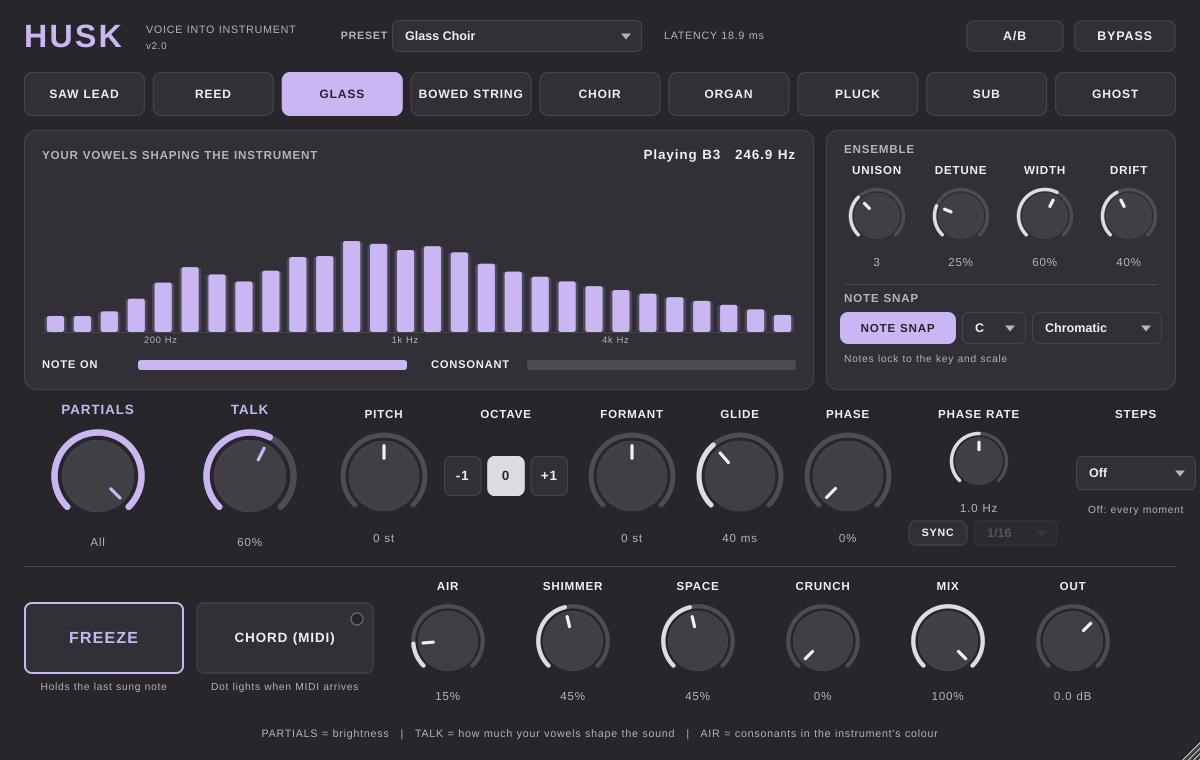 HUSK
VOICE INTO INSTRUMENT
v2.0
PRESET
Glass Choir
LATENCY 18.9 ms
A/B
BYPASS
SAW LEAD
REED
GLASS
BOWED STRING
CHOIR
ORGAN
PLUCK
SUB
GHOST
YOUR VOWELS SHAPING THE INSTRUMENT
Playing B3 246.9 Hz
200 Hz
1k Hz
4k Hz
NOTE ON
CONSONANT
ENSEMBLE
UNISON
DETUNE
WIDTH
DRIFT
3
25%
60%
40%
NOTE SNAP
NOTE SNAP
C
Chromatic
Notes lock to the key and scale
PARTIALS
TALK
PITCH
OCTAVE
FORMANT
GLIDE
PHASE
PHASE RATE
STEPS
-1
0
+1
Off
All
60%
0 st
0 st
40 ms
0%
1.0 Hz
Off: every moment
SYNC
1/16
FREEZE
Holds the last sung note
CHORD (MIDI)
Dot lights when MIDI arrives
AIR
SHIMMER
SPACE
CRUNCH
MIX
OUT
15%
45%
45%
0%
100%
0.0 dB
PARTIALS = brightness | TALK = how much your vowels shape the sound | AIR = consonants in the instrument's colour